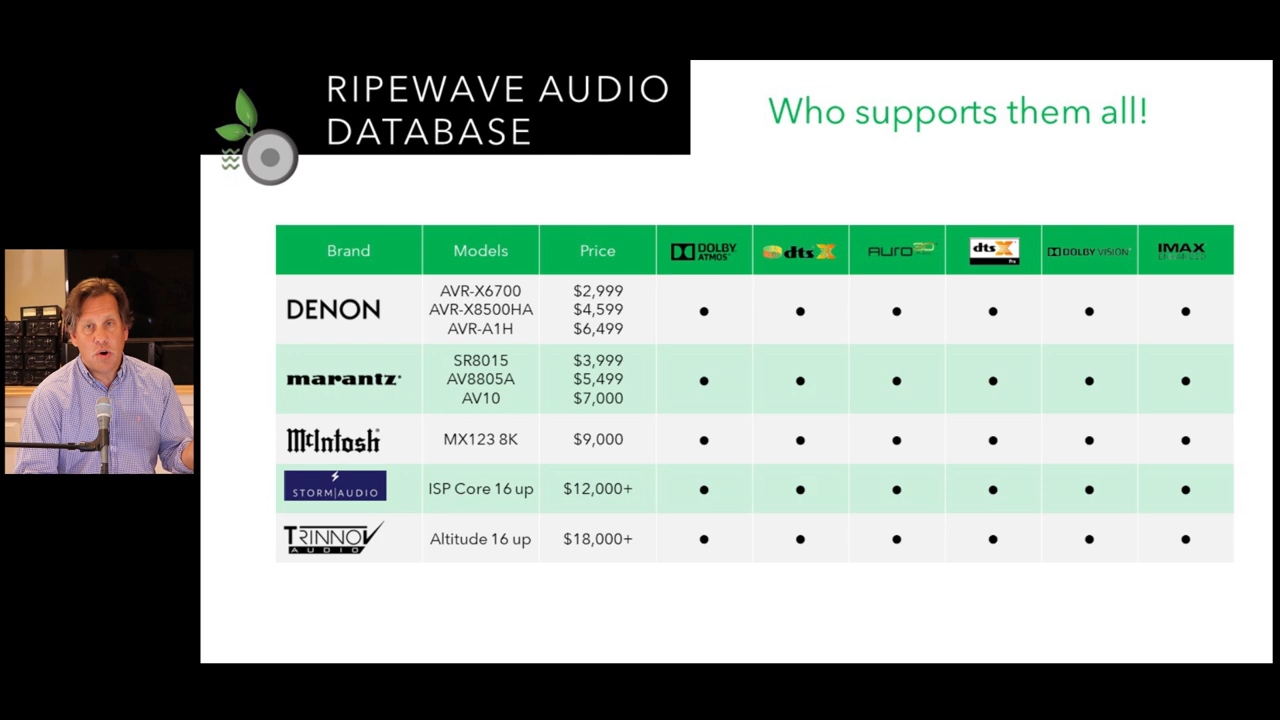 RIPEWAVE AUDIO
DATABASE
Who supports them all!
Brand Models Price DOLBY ATMOS dts X AURO 3D dts X Pro DOLBY VISION IMAX ENHANCED
DENON
AVR-X6700 $2,999
AVR-X8500HA $4,599
AVR-A1H $6,499
marantz
SR8015 $3,999
AV8805A $5,499
AV10 $7,000
McIntosh® MX123 8K $9,000
STORM|AUDIO ISP Core 16 up $12,000+
TRINNOV AUDIO Altitude 16 up $18,000+